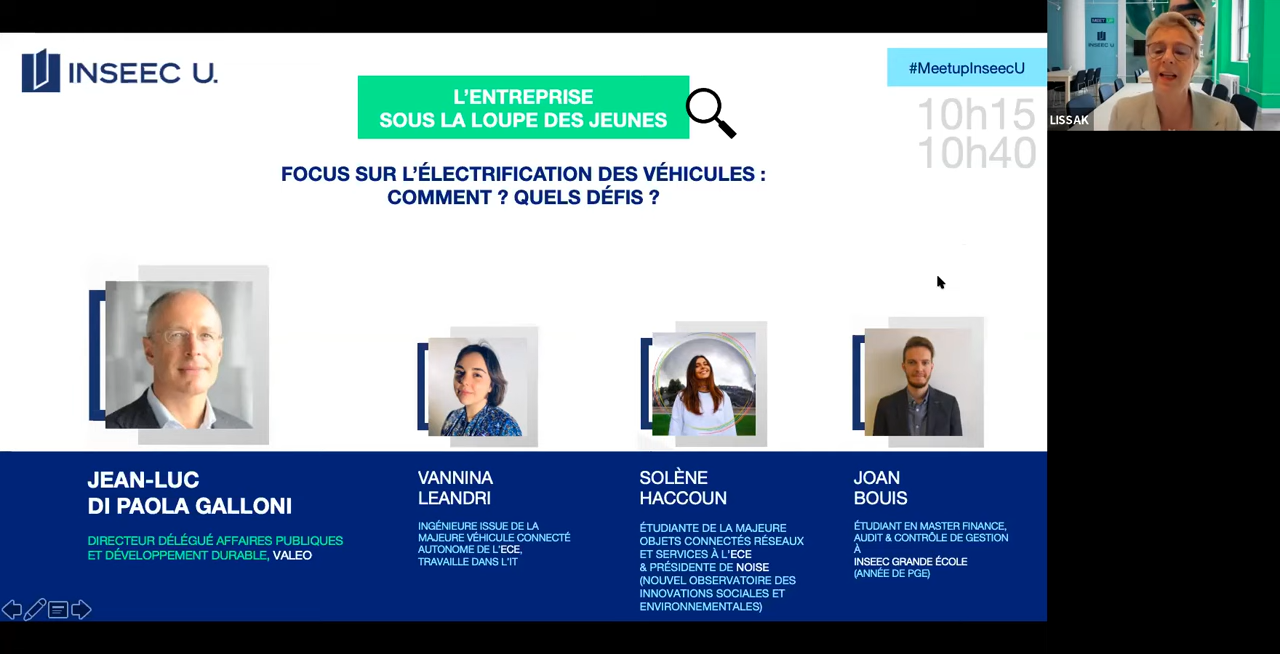 INSEEC U.
#MeetupInseecU
L'ENTREPRISE
SOUS LA LOUPE DES JEUNES
10h15
10h40
FOCUS SUR L'ÉLECTRIFICATION DES VÉHICULES :
COMMENT ? QUELS DÉFIS ?
MEET UP
INSEEC U
LISSAK
JEAN-LUC
DI PAOLA GALLONI
DIRECTEUR DÉLÉGUÉ AFFAIRES PUBLIQUES
ET DÉVELOPPEMENT DURABLE, VALEO
VANNINA
LEANDRI
INGÉNIEURE ISSUE DE LA
MAJEURE VÉHICULE CONNECTÉ
AUTONOME DE L'ECE,
TRAVAILLE DANS L'IT
SOLÈNE
HACCOUN
ÉTUDIANTE DE LA MAJEURE
OBJETS CONNECTÉS RÉSEAUX
ET SERVICES À L'ECE
& PRÉSIDENTE DE NOISE
(NOUVEL OBSERVATOIRE DES
INNOVATIONS SOCIALES ET
ENVIRONNEMENTALES)
JOAN
BOUIS
ÉTUDIANT EN MASTER FINANCE,
AUDIT & CONTRÔLE DE GESTION
À
INSEEC GRANDE ÉCOLE
(ANNÉE DE PGE)